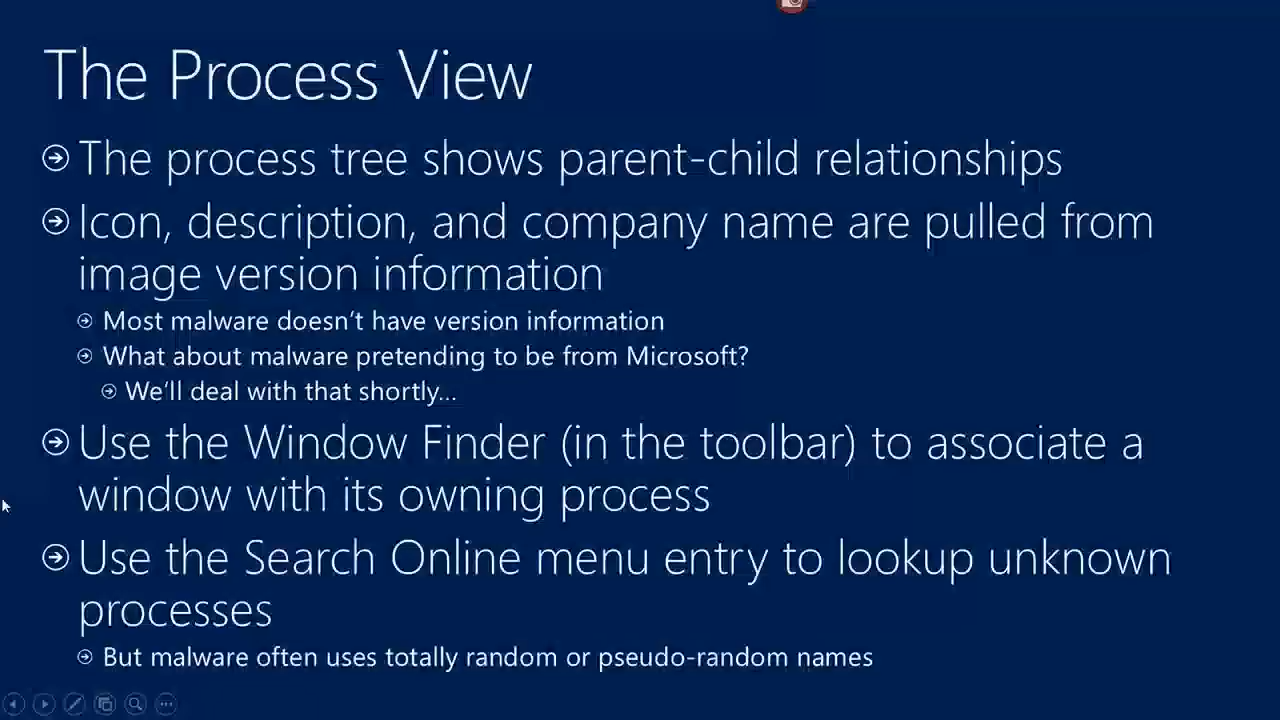 The Process View
The process tree shows parent-child relationships
Icon, description, and company name are pulled from
image version information
Most malware doesn't have version information
What about malware pretending to be from Microsoft?
We'll deal with that shortly...
Use the Window Finder (in the toolbar) to associate a
window with its owning process
Use the Search Online menu entry to lookup unknown
processes
But malware often uses totally random or pseudo-random names